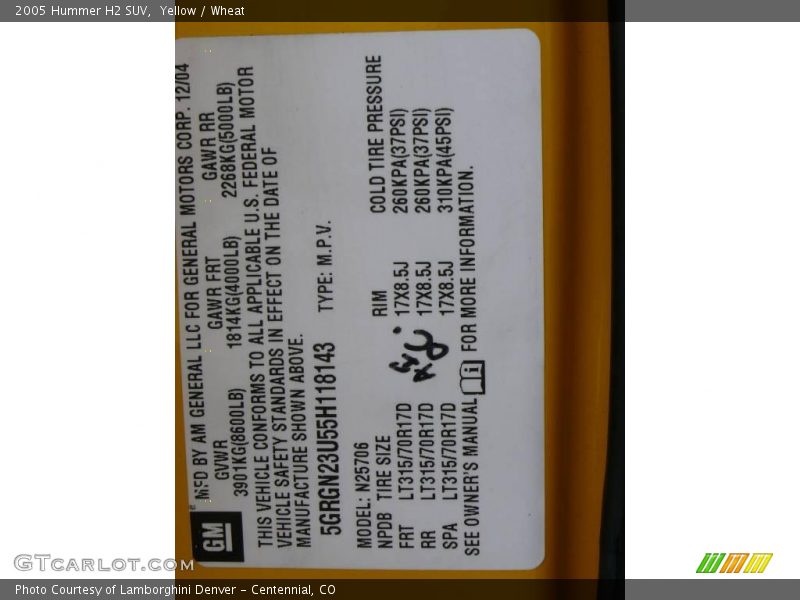 2005 Hummer H2 SUV,  Yellow / Wheat
MFD BY AM GENERAL LLC FOR GENERAL MOTORS CORP. 12/04
GVWR GAWR FRT GAWR RR
3901KG(8600LB) 1814KG(4000LB) 2268KG(5000LB)
THIS VEHICLE CONFORMS TO ALL APPLICABLE U.S. FEDERAL MOTOR
VEHICLE SAFETY STANDARDS IN EFFECT ON THE DATE OF
MANUFACTURE SHOWN ABOVE.
GM
5GRGN23U55H118143 TYPE: M.P.V.
MODEL: N25706
NPDB TIRE SIZE RIM COLD TIRE PRESSURE
FRT LT315/70R17D 17X8.5J 260KPA(37PSI)
RR LT315/70R17D 17X8.5J 260KPA(37PSI)
SPA LT315/70R17D 17X8.5J 310KPA(45PSI)
SEE OWNER'S MANUAL FOR MORE INFORMATION.
GTCARLOT.COM
Photo Courtesy of Lamborghini Denver - Centennial, CO